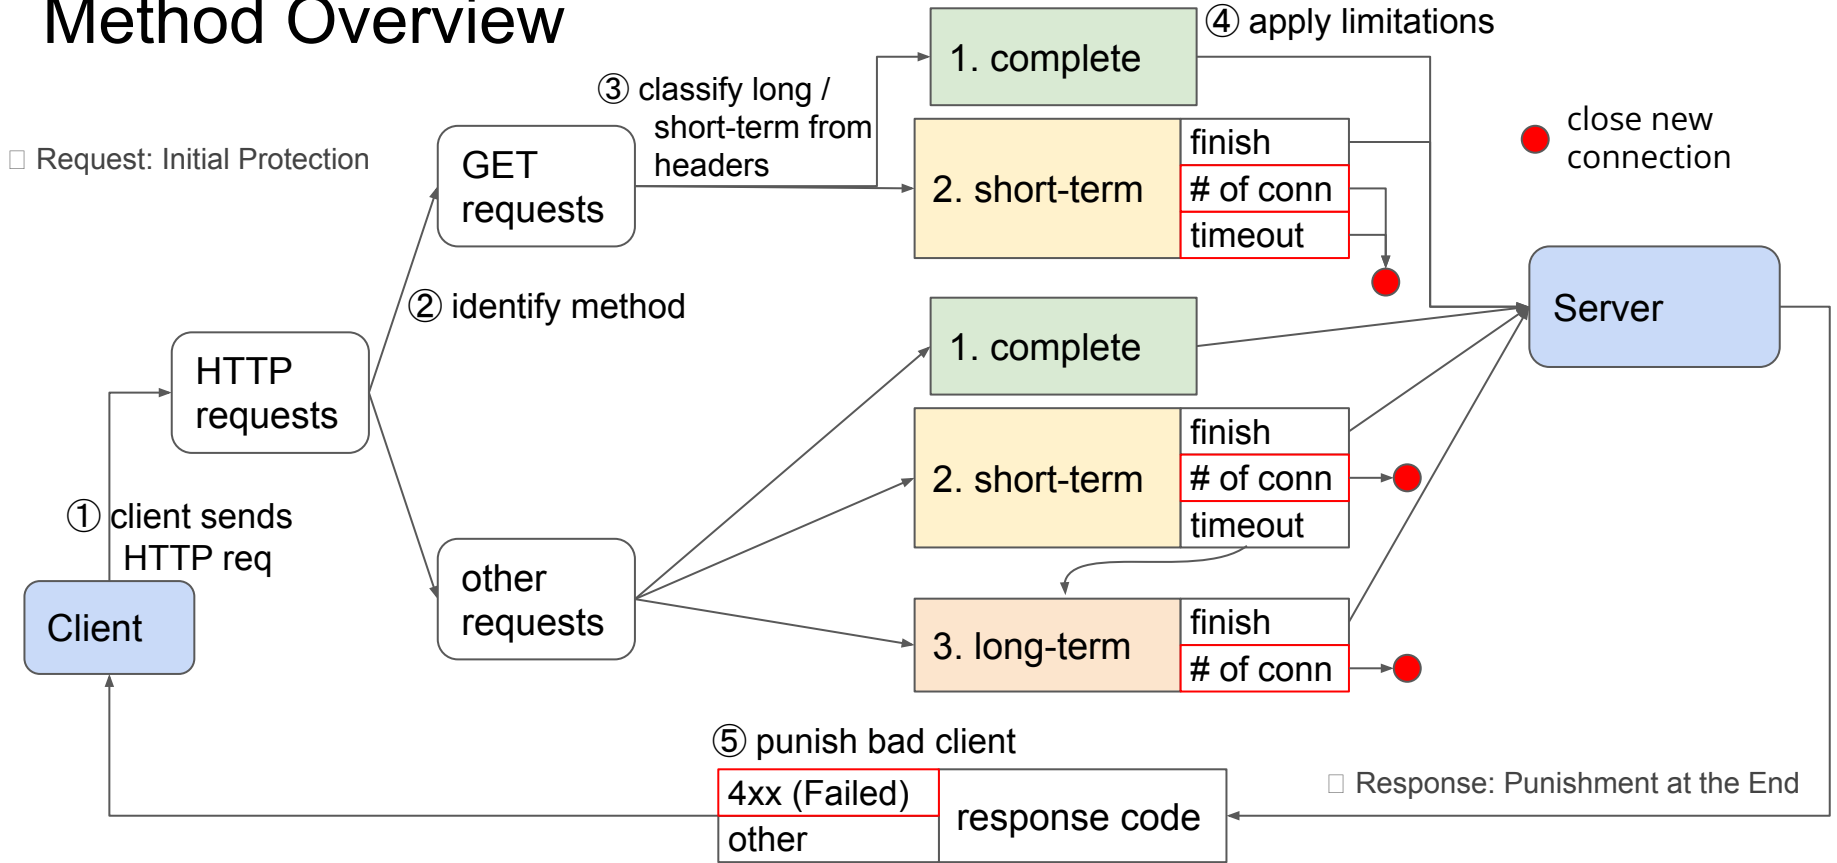 Method Overview
□ Request: Initial Protection
① client sends
HTTP req
Client
HTTP
requests
② identify method
GET
requests
other
requests
③ classify long /
short-term from
headers
④ apply limitations
1. complete
2. short-term
finish
# of conn
timeout
1. complete
2. short-term
finish
# of conn
timeout
3. long-term
finish
# of conn
close new
connection
Server
□ Response: Punishment at the End
⑤ punish bad client
4xx (Failed)
other
response code